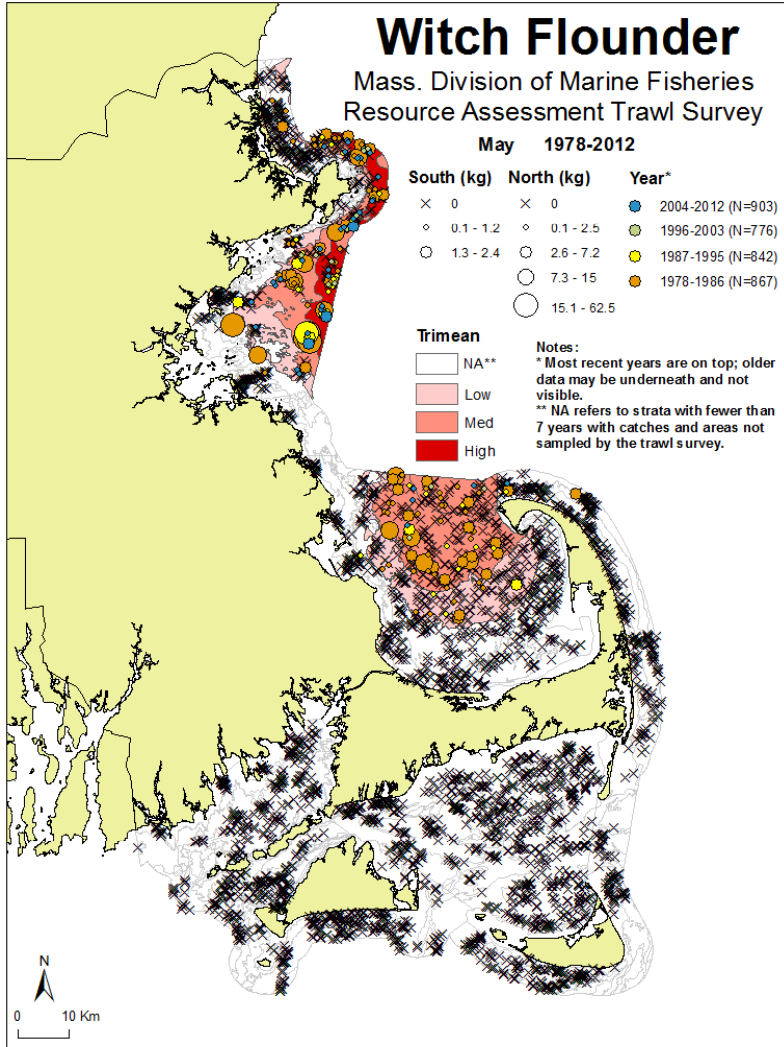 Witch Flounder
Mass. Division of Marine Fisheries
Resource Assessment Trawl Survey
May 1978-2012
South (kg)
0
0.1 - 1.2
1.3 - 2.4
North (kg)
0
0.1 - 2.5
2.6 - 7.2
7.3 - 15
15.1 - 62.5
Year*
2004-2012 (N=903)
1996-2003 (N=776)
1987-1995 (N=842)
1978-1986 (N=867)
Trimean
NA**
Low
Med
High
Notes:
* Most recent years are on top; older
data may be underneath and not
visible.
** NA refers to strata with fewer than
7 years with catches and areas not
sampled by the trawl survey.
N
0 10 Km